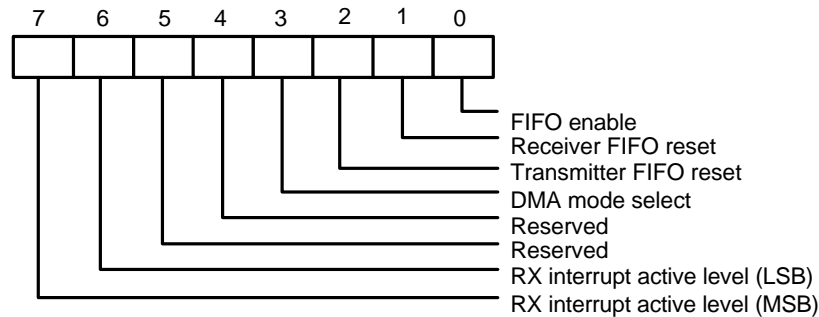 7 6 5 4 3 2 1 0
FIFO enable
Receiver FIFO reset
Transmitter FIFO reset
DMA mode select
Reserved
Reserved
RX interrupt active level (LSB)
RX interrupt active level (MSB)